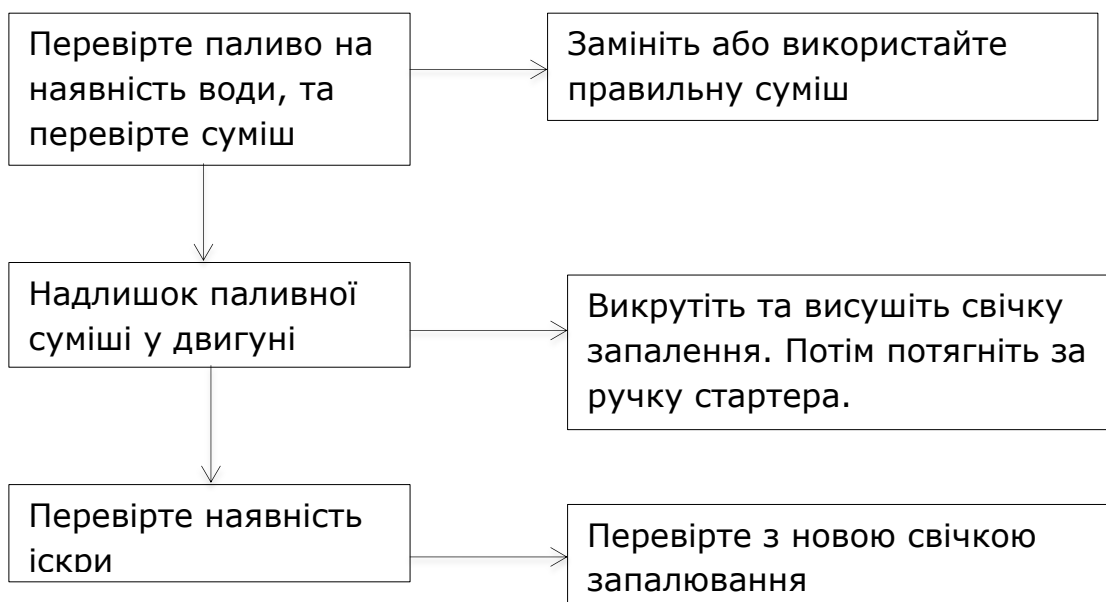 Перевірте паливо на
наявність води, та
перевірте суміш
Замініть або використайте
правильну суміш
Надлишок паливної
суміші у двигуні
Викрутіть та висушіть свічку
запалення. Потім потягніть за
ручку стартера.
Перевірте наявність
іскри
Перевірте з новою свічкою
запалювання